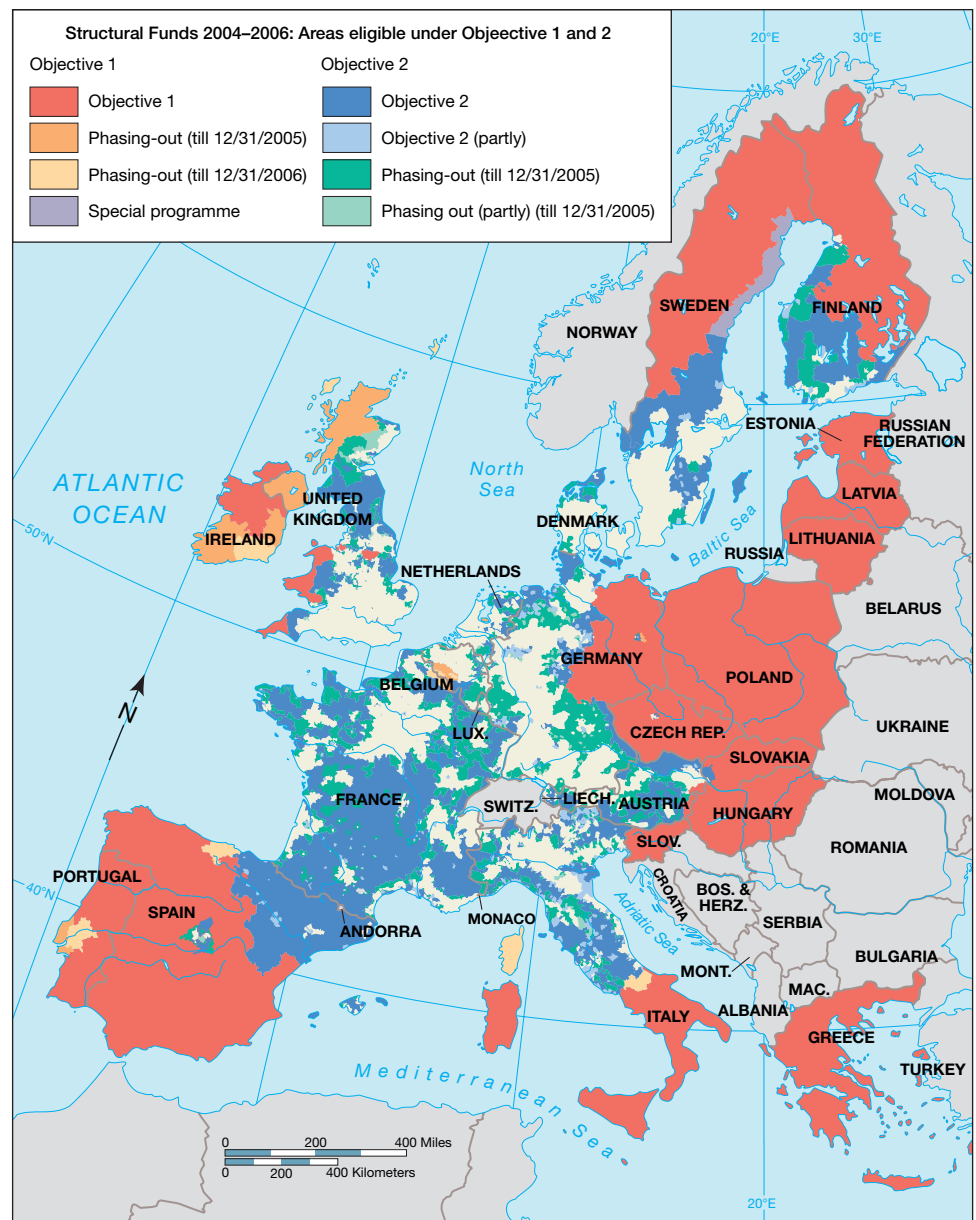 Structural Funds 2004–2006: Areas eligible under Objeective 1 and 2
Objective 1
Objective 1
Phasing-out (till 12/31/2005)
Phasing-out (till 12/31/2006)
Special programme
Objective 2
Objective 2
Objective 2 (partly)
Phasing-out (till 12/31/2005)
Phasing out (partly) (till 12/31/2005)
20°E
30°E
NORWAY
SWEDEN
FINLAND
ESTONIA
RUSSIAN
FEDERATION
LATVIA
LITHUANIA
RUSSIA
BELARUS
ATLANTIC
OCEAN
North
Sea
Baltic Sea
50°N
UNITED
KINGDOM
IRELAND
DENMARK
NETHERLANDS
GERMANY
POLAND
BELGIUM
LUX.
CZECH REP.
UKRAINE
SLOVAKIA
N
FRANCE
SWITZ.
LIECH.
AUSTRIA
HUNGARY
MOLDOVA
SLOV.
ROMANIA
CROATIA
BOS. &
HERZ.
SERBIA
PORTUGAL
40°N
SPAIN
ANDORRA
MONACO
Adriatic Sea
MONT.
BULGARIA
MAC.
ALBANIA
ITALY
GREECE
TURKEY
Mediterranean Sea
0 200 400 Miles
0 200 400 Kilometers
20°E